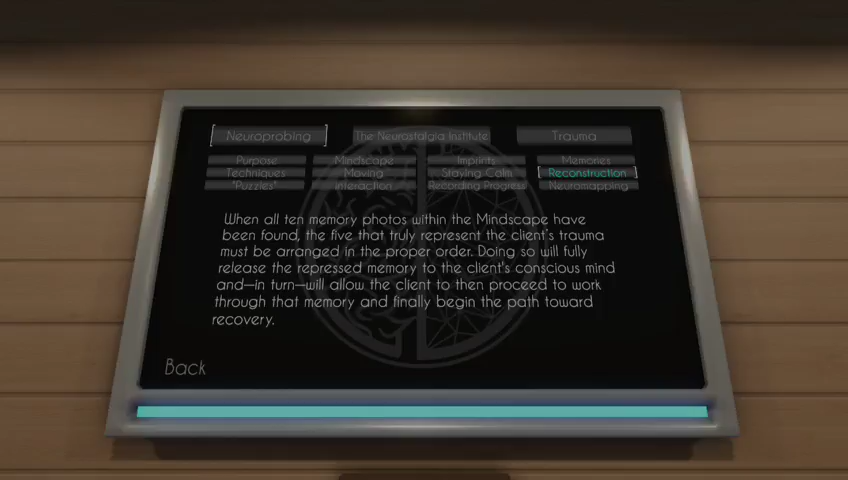 Neuroprobing The Neurostalgia Institute Trauma
Purpose Mindscape Imprints Memories
Techniques Moving Staying Calm Reconstruction
"Puzzles" Interaction Recording Progress Neuromapping
When all ten memory photos within the Mindscape have
been found, the five that truly represent the client's trauma
must be arranged in the proper order. Doing so will fully
release the repressed memory to the client's conscious mind
and—in turn—will allow the client to then proceed to work
through that memory and finally begin the path toward
recovery.
Back